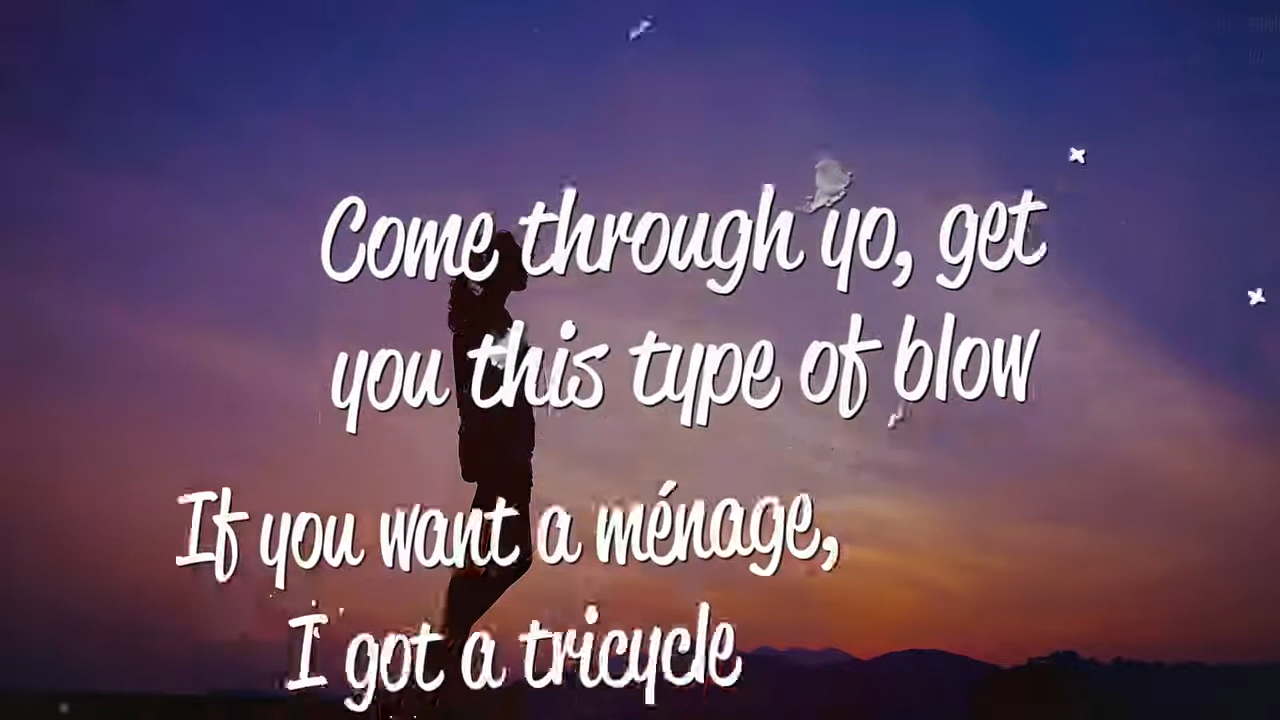 Come through yo, get
you this type of blow
If you want a ménage,
I got a tricycle